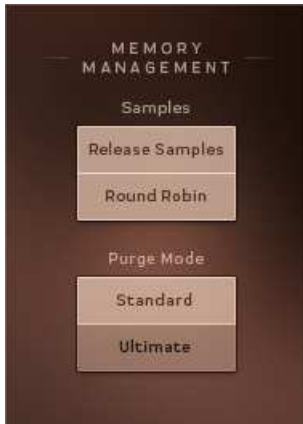 MEMORY
MANAGEMENT
Samples
Release Samples
Round Robin
Purge Mode
Standard
Ultimate